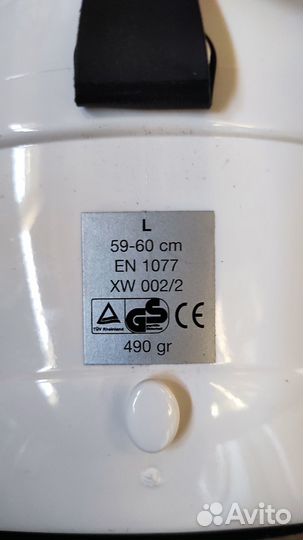 L
59-60 cm
EN 1077
XW 002/2
TÜV Rheinland GS CE
490 gr
Avito